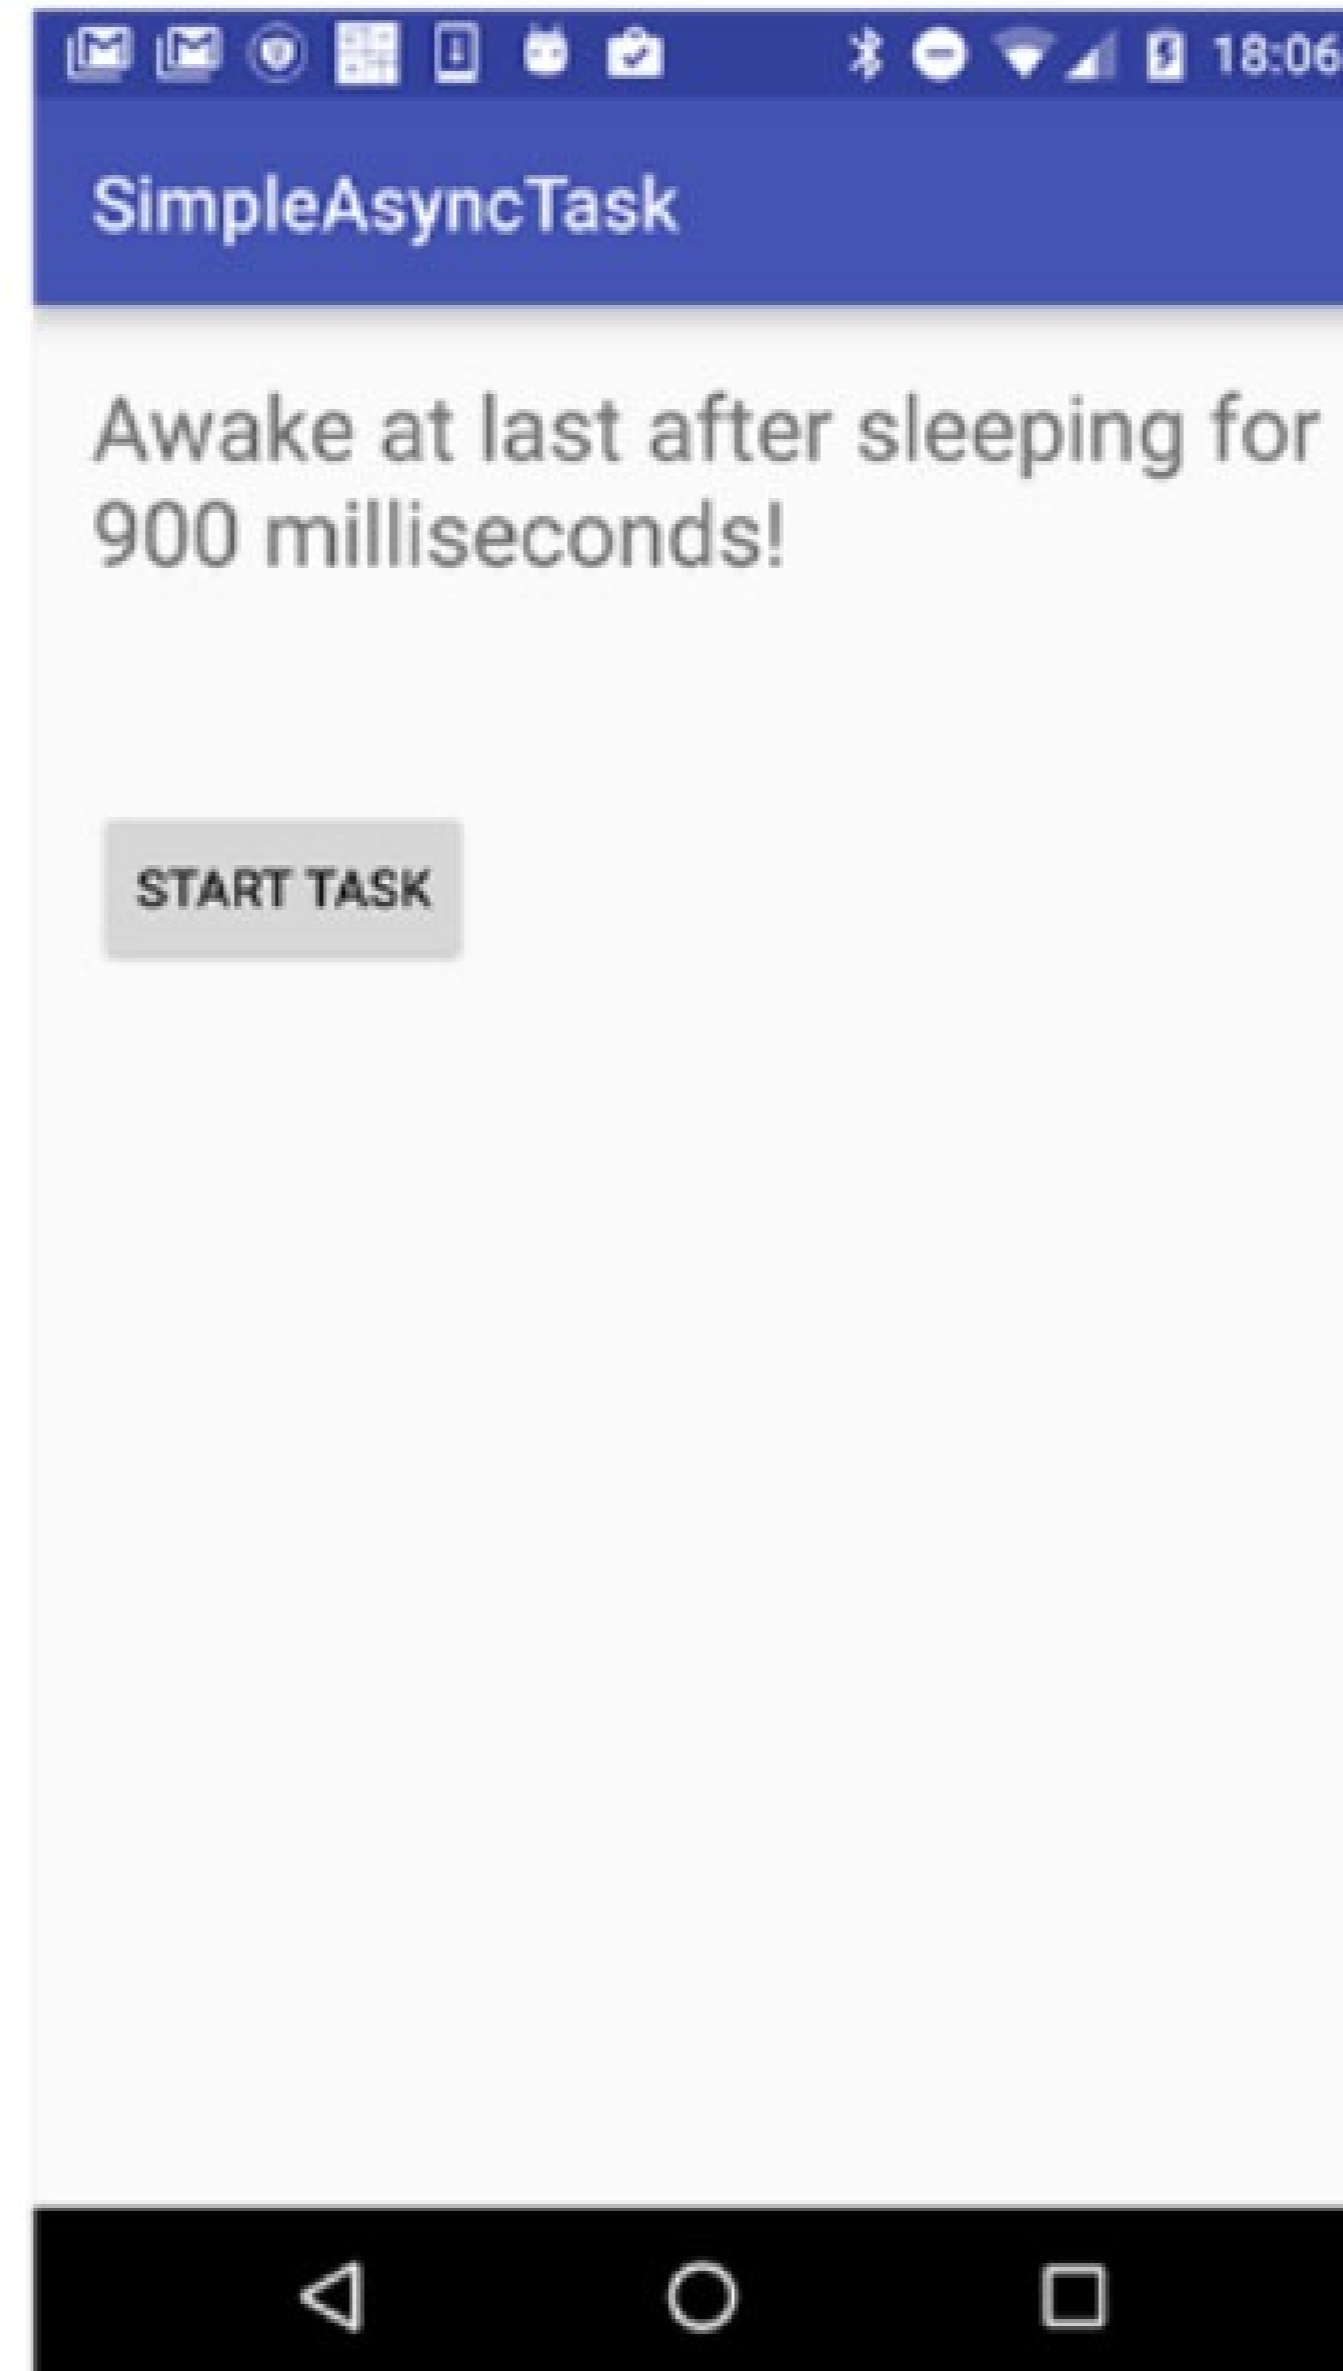 18:06
SimpleAsyncTask
Awake at last after sleeping for
900 milliseconds!
START TASK